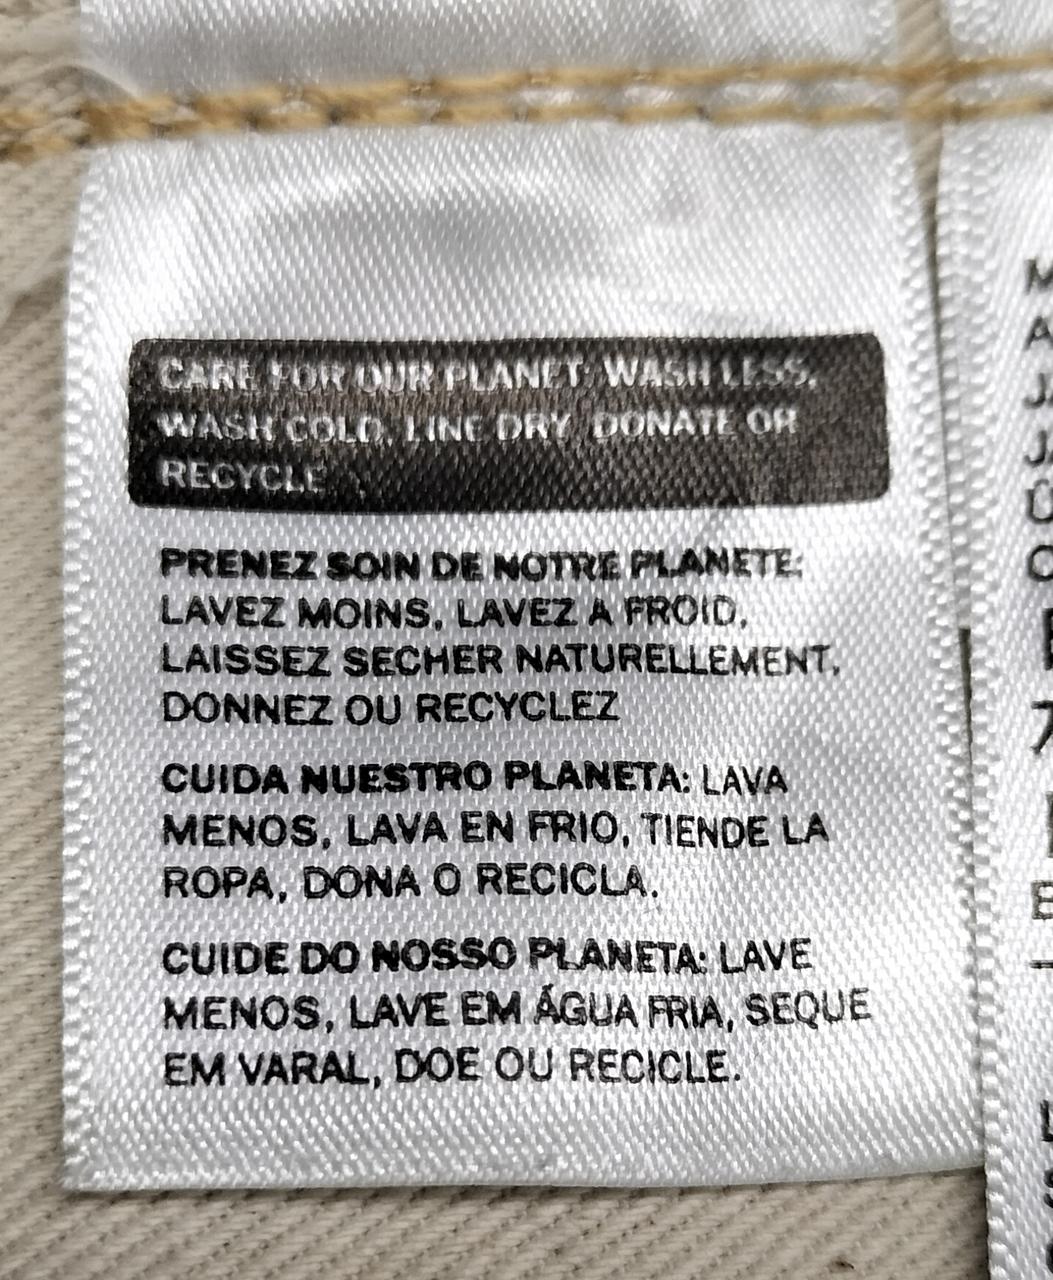 CARE FOR OUR PLANET: WASH LESS,
WASH COLD, LINE DRY, DONATE OR
RECYCLE
PRENEZ SOIN DE NOTRE PLANETE:
LAVEZ MOINS, LAVEZ A FROID,
LAISSEZ SECHER NATURELLEMENT,
DONNEZ OU RECYCLEZ
CUIDA NUESTRO PLANETA: LAVA
MENOS, LAVA EN FRIO, TIENDE LA
ROPA, DONA O RECICLA.
CUIDE DO NOSSO PLANETA: LAVE
MENOS, LAVE EM ÁGUA FRIA, SEQUE
EM VARAL, DOE OU RECICLE.